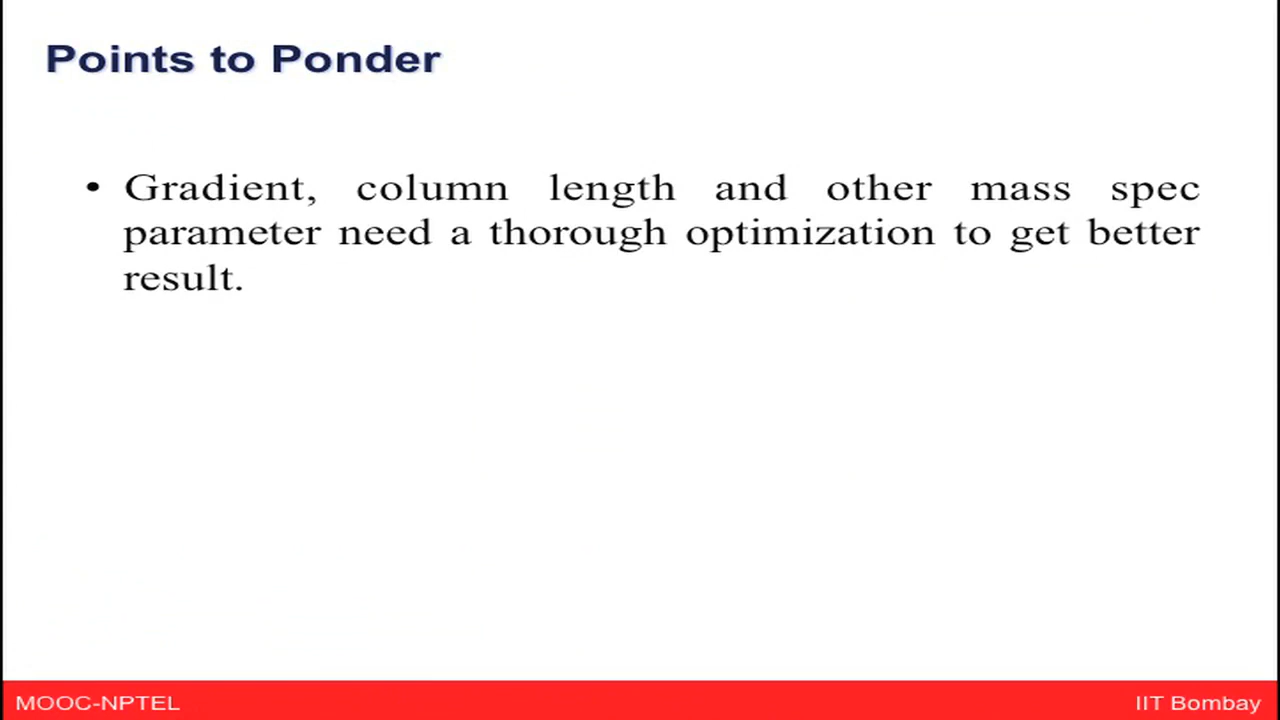 Points to Ponder
• Gradient, column length and other mass spec
parameter need a thorough optimization to get better
result.
MOOC-NPTEL
IIT Bombay